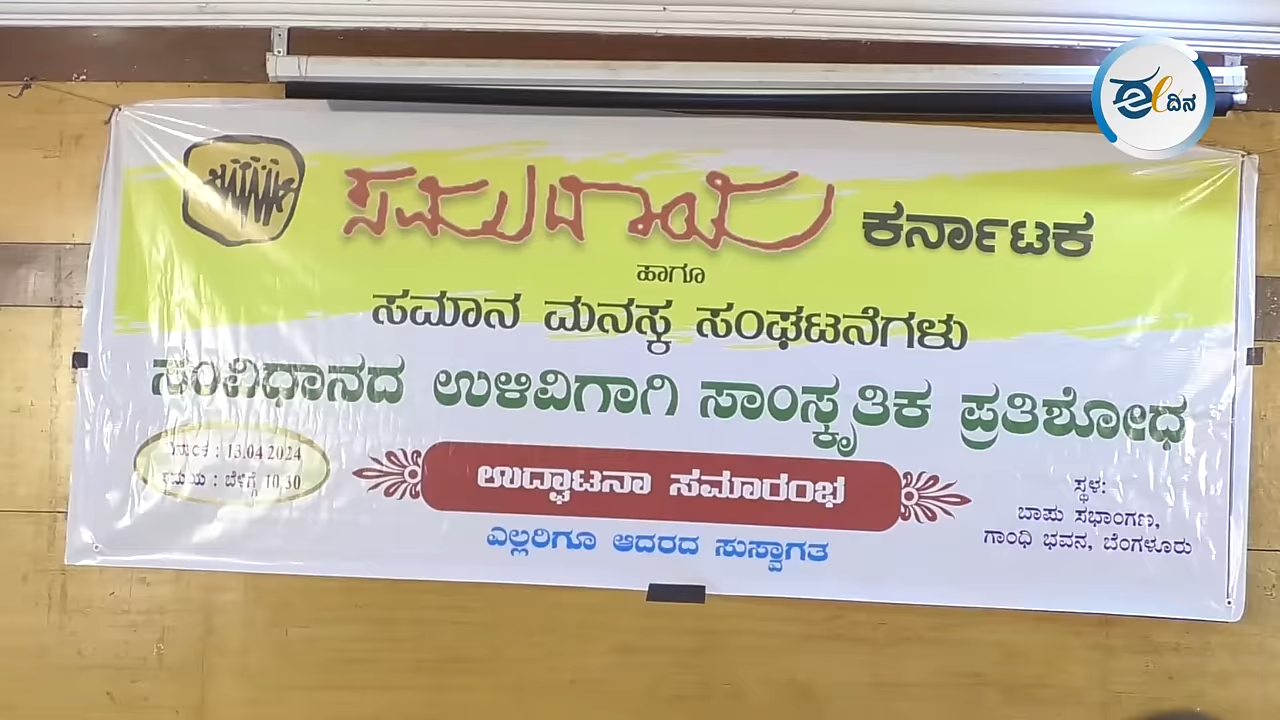 ಈ ದಿನ
ಸಮುದಾಯ ಕರ್ನಾಟಕ
ಹಾಗೂ
ಸಮಾನ ಮನಸ್ಕ ಸಂಘಟನೆಗಳು
ಸಂವಿಧಾನದ ಉಳಿವಿಗಾಗಿ ಸಾಂಸ್ಕೃತಿಕ ಪ್ರತಿಶೋಧ
ದಿನಾಂಕ : 13.04.2024
ಸಮಯ : ಬೆಳಿಗ್ಗೆ 10.30
ಉದ್ಘಾಟನಾ ಸಮಾರಂಭ
ಎಲ್ಲರಿಗೂ ಆದರದ ಸುಸ್ವಾಗತ
ಸ್ಥಳ:
ಬಾಪು ಸಭಾಂಗಣ,
ಗಾಂಧಿ ಭವನ, ಬೆಂಗಳೂರು